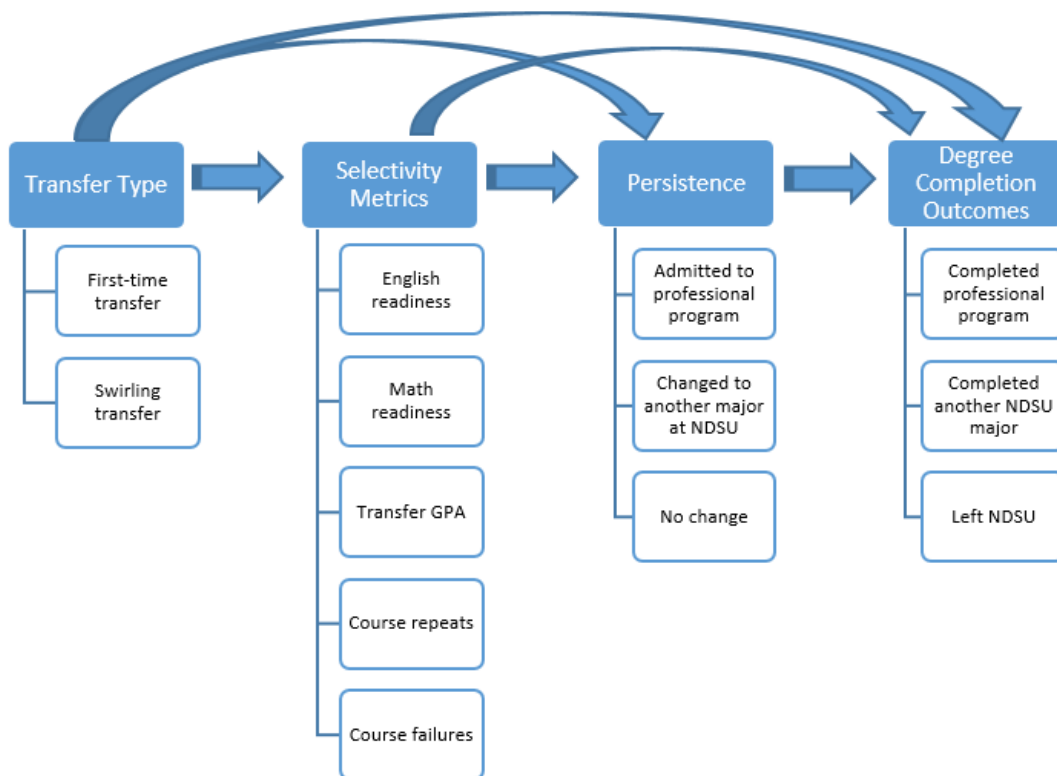 Transfer Type
First-time
transfer
Swirling
transfer
Selectivity
Metrics
English
readiness
Math
readiness
Transfer GPA
Course repeats
Course failures
Persistence
Admitted to
professional
program
Changed to
another major
at NDSU
No change
Degree
Completion
Outcomes
Completed
professional
program
Completed
another NDSU
major
Left NDSU